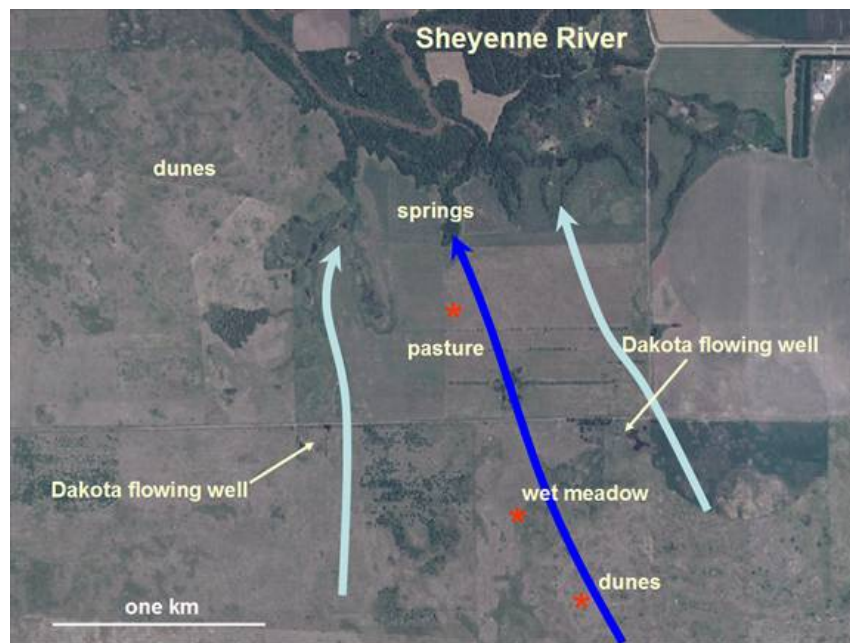 Sheyenne River
dunes
springs
pasture
Dakota flowing well
Dakota flowing well
wet meadow
dunes
one km